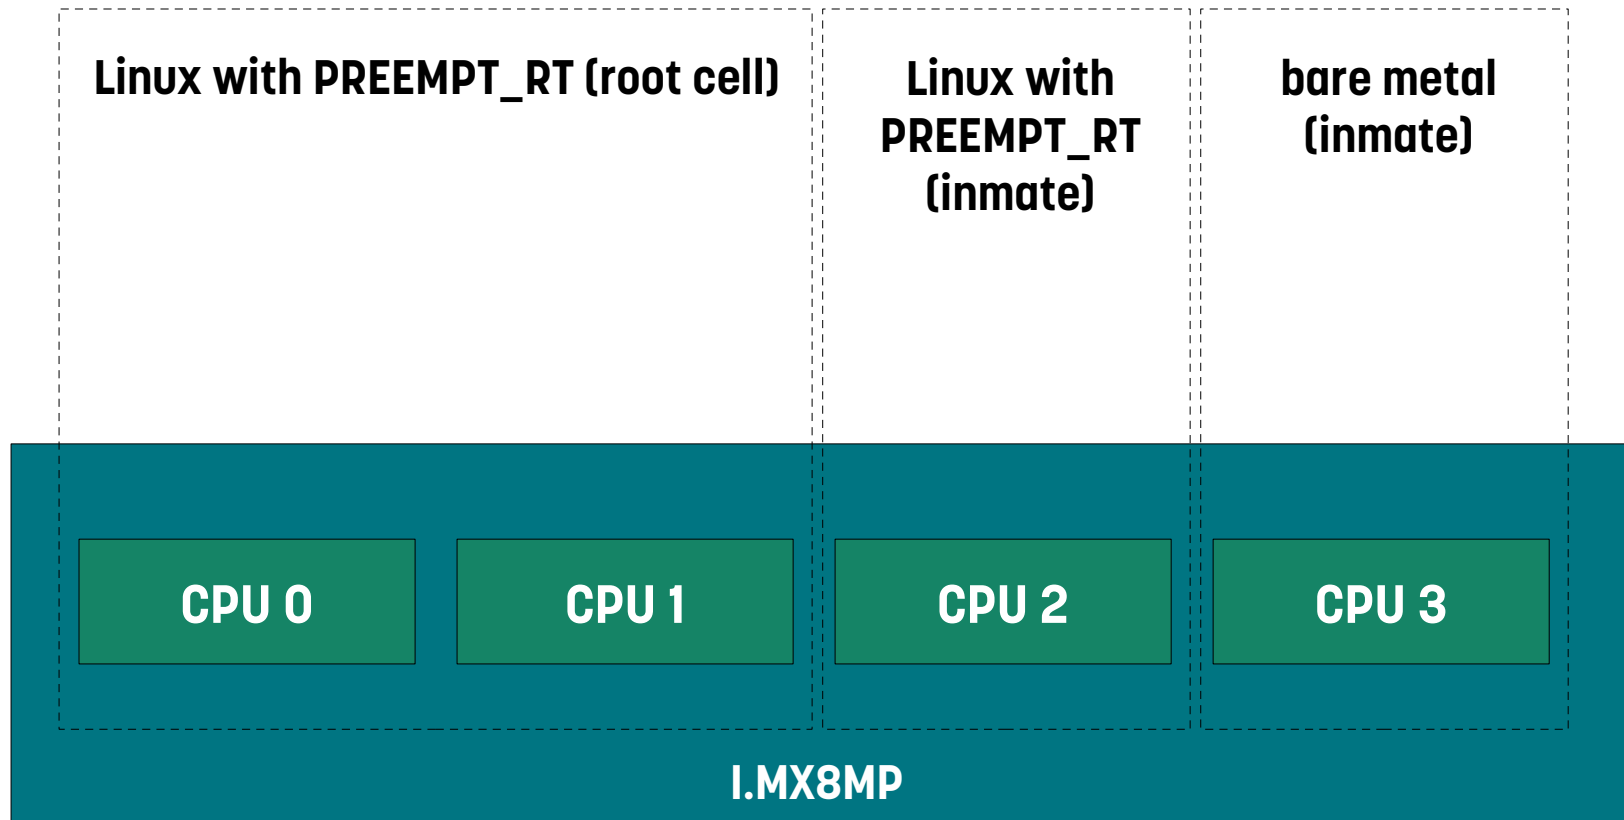 Linux with PREEMPT_RT (root cell)
Linux with
PREEMPT_RT
(inmate)
bare metal
(inmate)
CPU 0
CPU 1
CPU 2
CPU 3
I.MX8MP